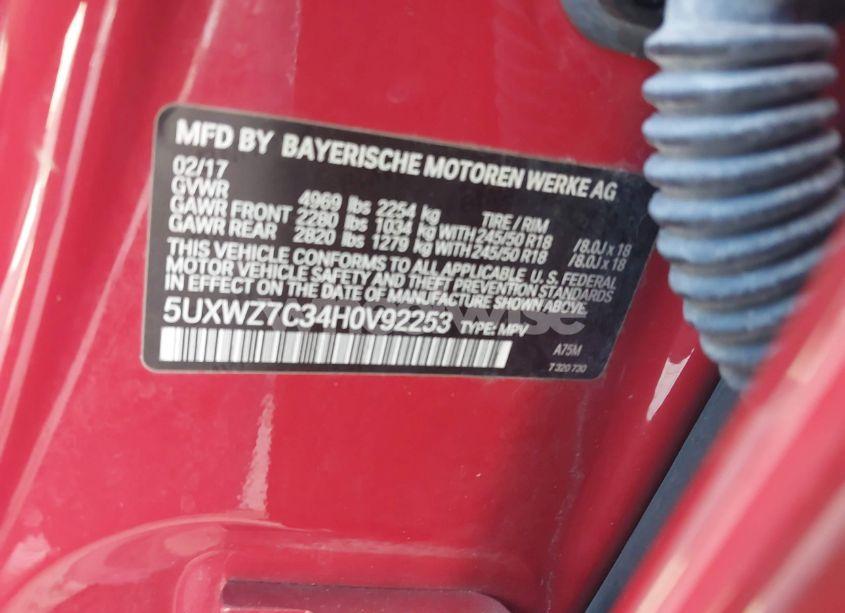 MFD BY BAYERISCHE MOTOREN WERKE AG
02/17
GVWR 4969 lbs 2254 kg TIRE / RIM
GAWR FRONT 2280 lbs 1034 kg WITH 245/50 R18 /8.0J x 18
GAWR REAR 2820 lbs 1279 kg WITH 245/50 R18 /8.0J x 18
THIS VEHICLE CONFORMS TO ALL APPLICABLE U. S. FEDERAL
MOTOR VEHICLE SAFETY AND THEFT PREVENTION STANDARDS
IN EFFECT ON THE DATE OF MANUFACTURE SHOWN ABOVE.
5UXWZ7C34H0V92253 TYPE: MPV
A75M
T 320 730